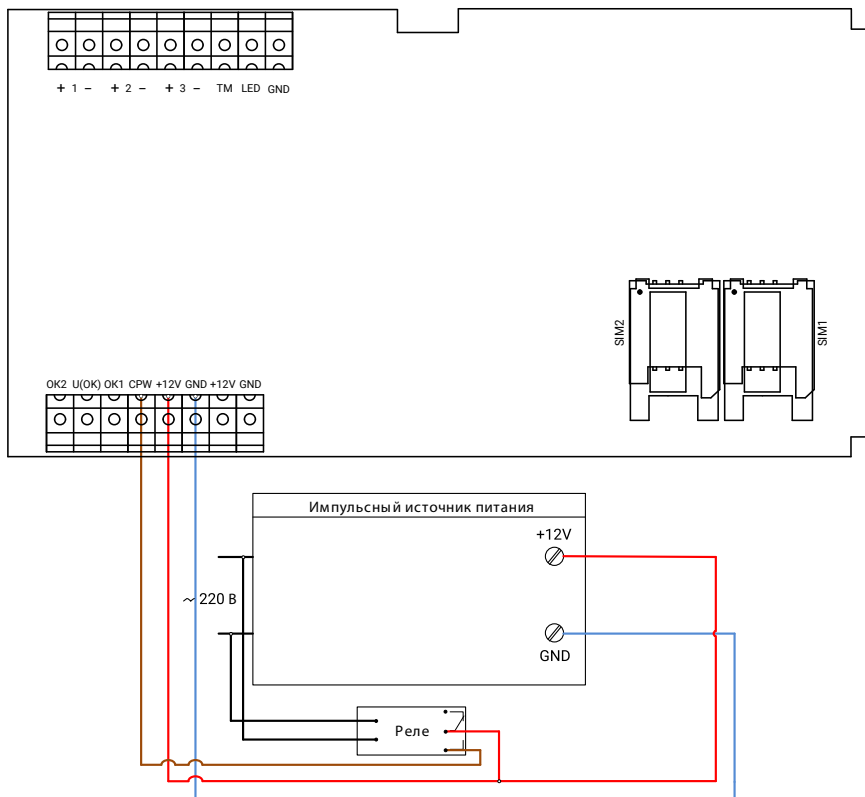 + 1 – + 2 – + 3 – TM LED GND
SIM2
SIM1
OK2 U(OK) OK1 CPW +12V GND +12V GND
Импульсный источник питания
+12V
~ 220 В
GND
Реле